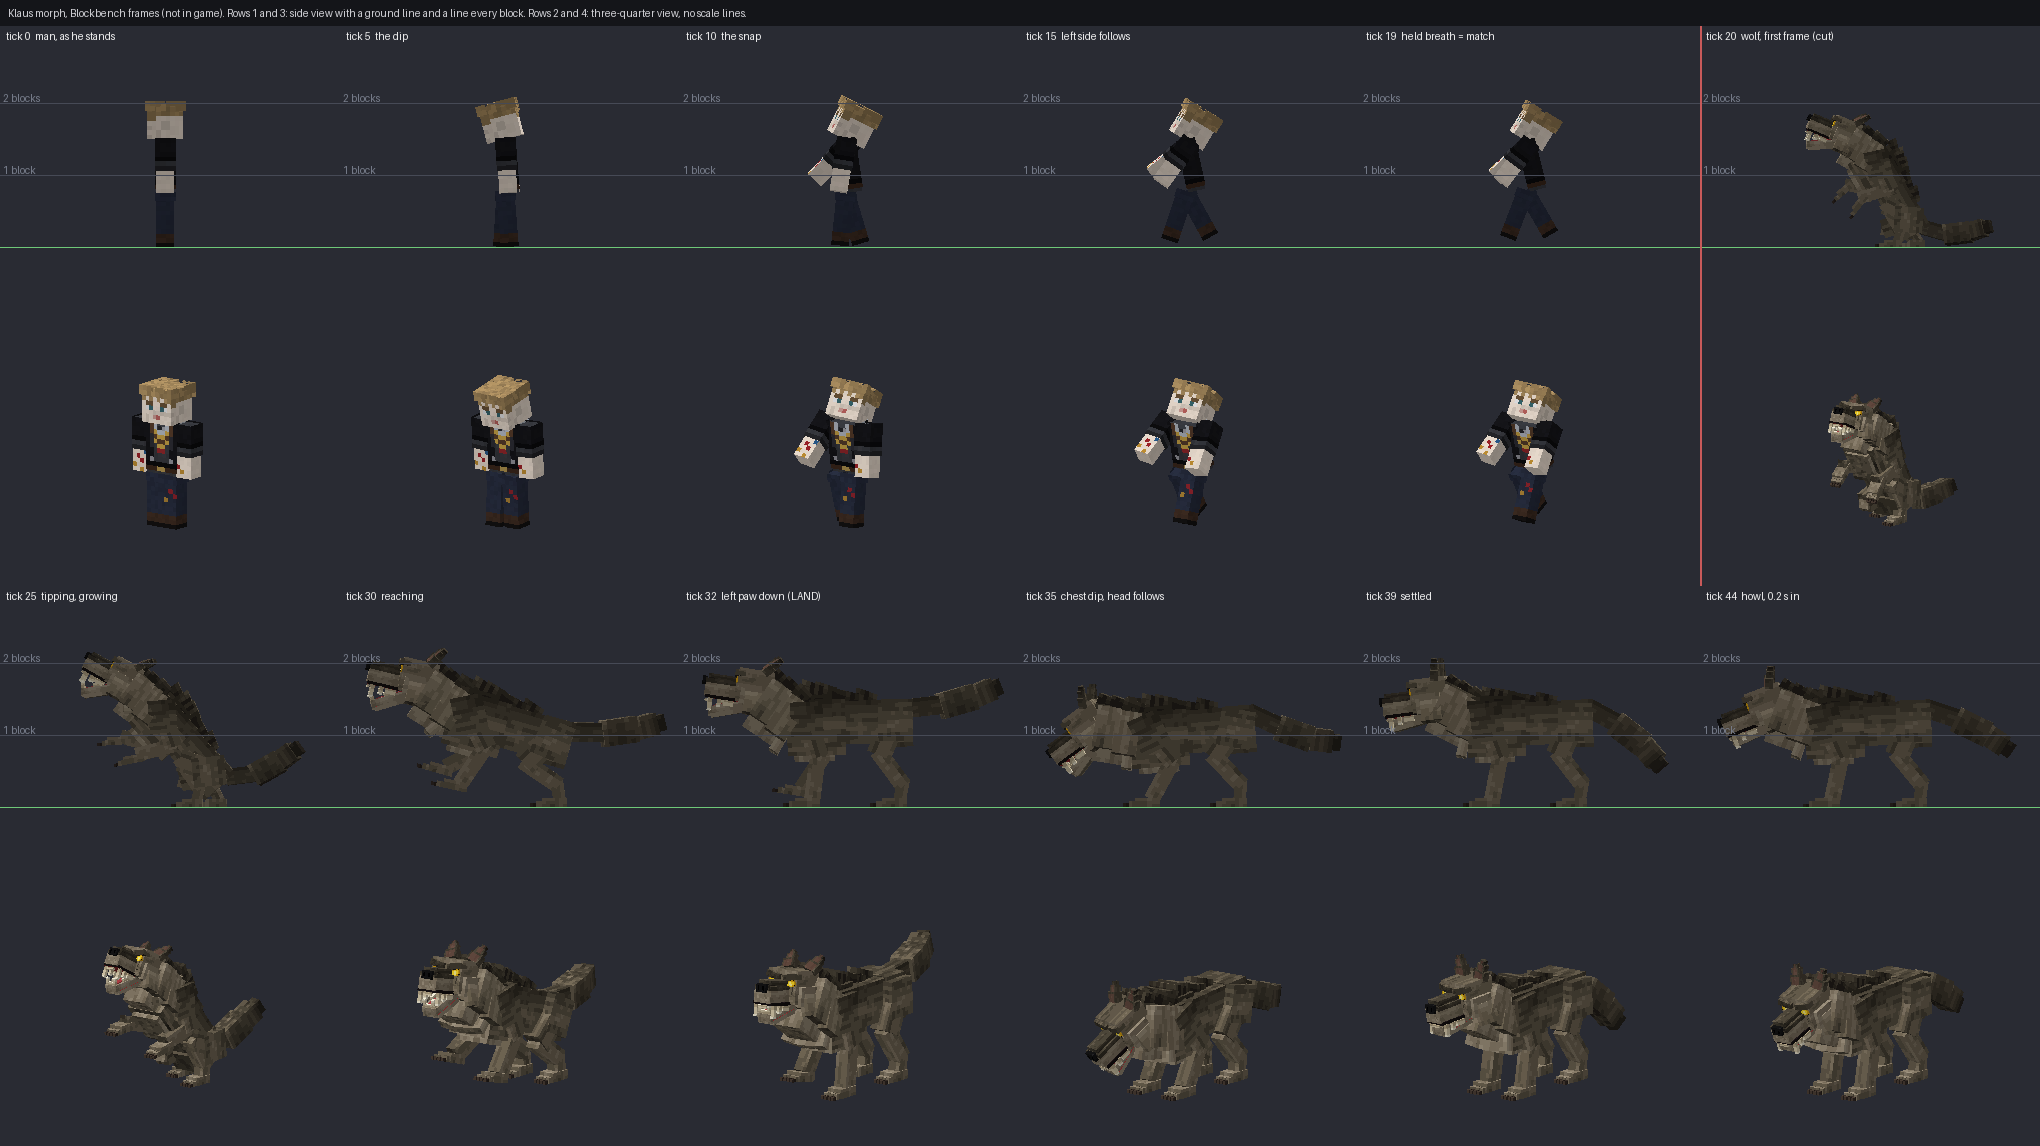 Klaus morph, Blockbench frames (not in game). Rows 1 and 3: side view with a ground line and a line every block. Rows 2 and 4: three-quarter view, no scale lines.
tick 0 man, as he stands
tick 5 the dip
tick 10 the snap
tick 15 left side follows
tick 19 held breath = match
tick 20 wolf, first frame (cut)
2 blocks
2 blocks
2 blocks
2 blocks
2 blocks
2 blocks
1 block
1 block
1 block
1 block
1 block
1 block
tick 25 tipping, growing
tick 30 reaching
tick 32 left paw down (LAND)
tick 35 chest dip, head follows
tick 39 settled
tick 44 howl, 0.2 s in
2 blocks
2 blocks
2 blocks
2 blocks
2 blocks
2 blocks
1 block
1 block
1 block
1 block
1 block
1 block